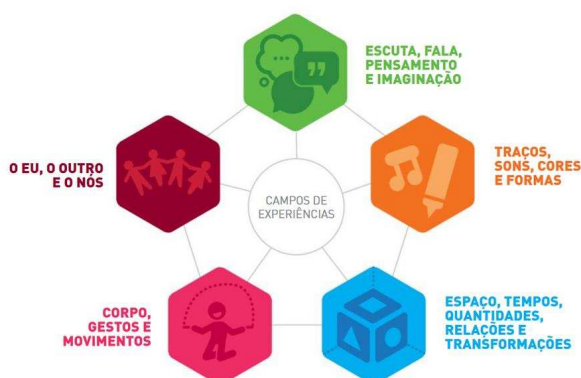 ESCUTA, FALA,
PENSAMENTO
E IMAGINAÇÃO
O EU, O OUTRO
E O NÓS
TRAÇOS,
SONS, CORES
E FORMAS
CAMPOS DE
EXPERIÊNCIAS
CORPO,
GESTOS E
MOVIMENTOS
ESPAÇO, TEMPOS,
QUANTIDADES,
RELAÇÕES E
TRANSFORMAÇÕES